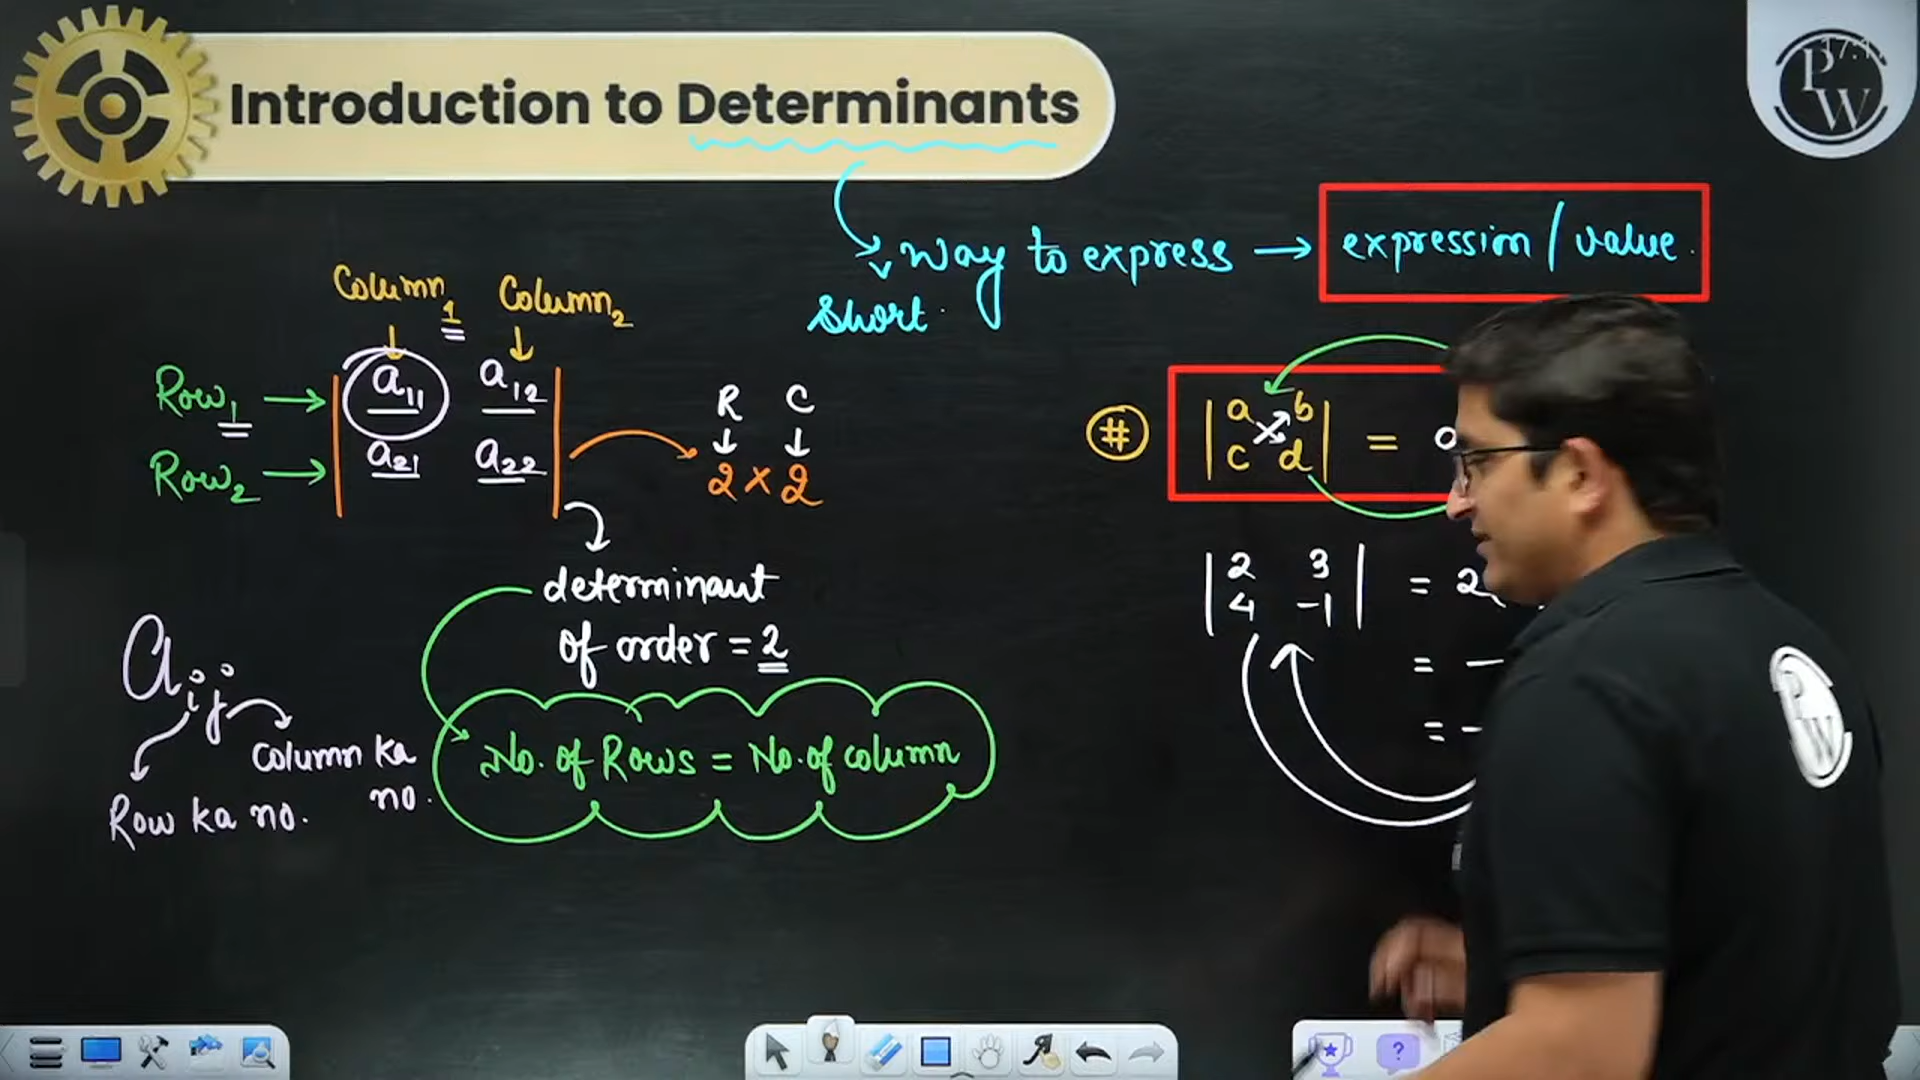 Introduction to Determinants
PW
way to express → expression / value.
Short.
Column1 Column2
Row1 → a11 a12
Row2 → a21 a22
R C
2 × 2
determinant
of order = 2
No. of Rows = No. of column
aij
Column ka
no.
Row ka no.
#
a b
c d
=
2 3
4 -1
= 2
= -
= -
PW